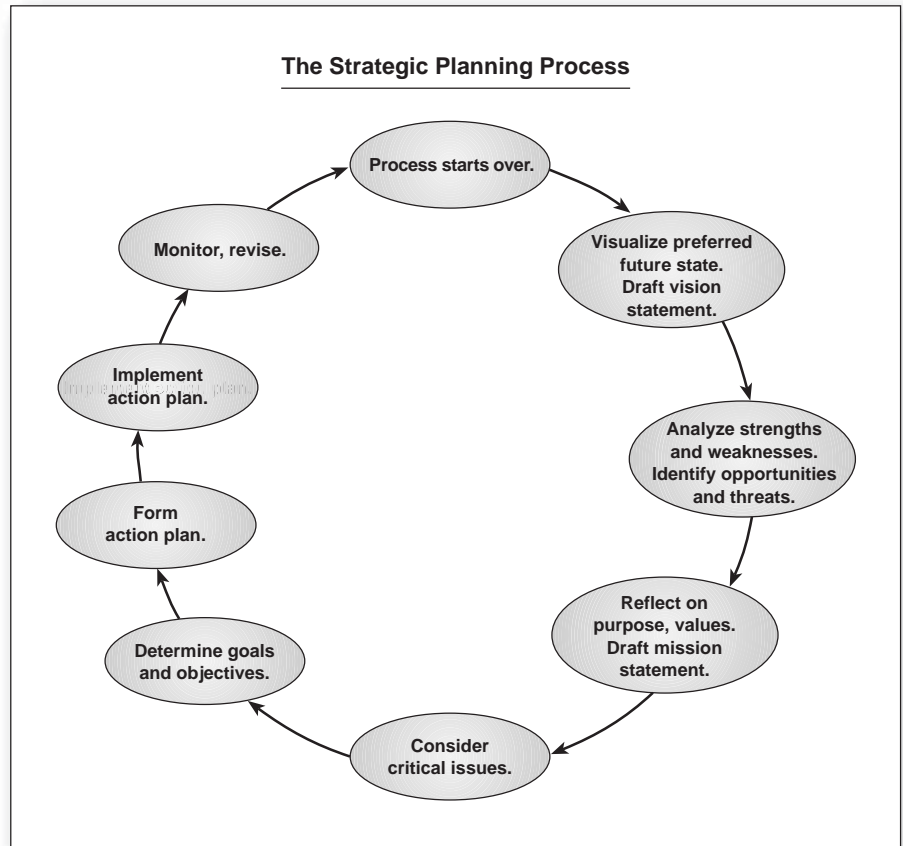 The Strategic Planning Process
Process starts over.
Visualize preferred
future state.
Draft vision
statement.
Analyze strengths
and weaknesses.
Identify opportunities
and threats.
Reflect on
purpose, values.
Draft mission
statement.
Consider
critical issues.
Determine goals
and objectives.
Form
action plan.
Implement
action plan.
Monitor, revise.